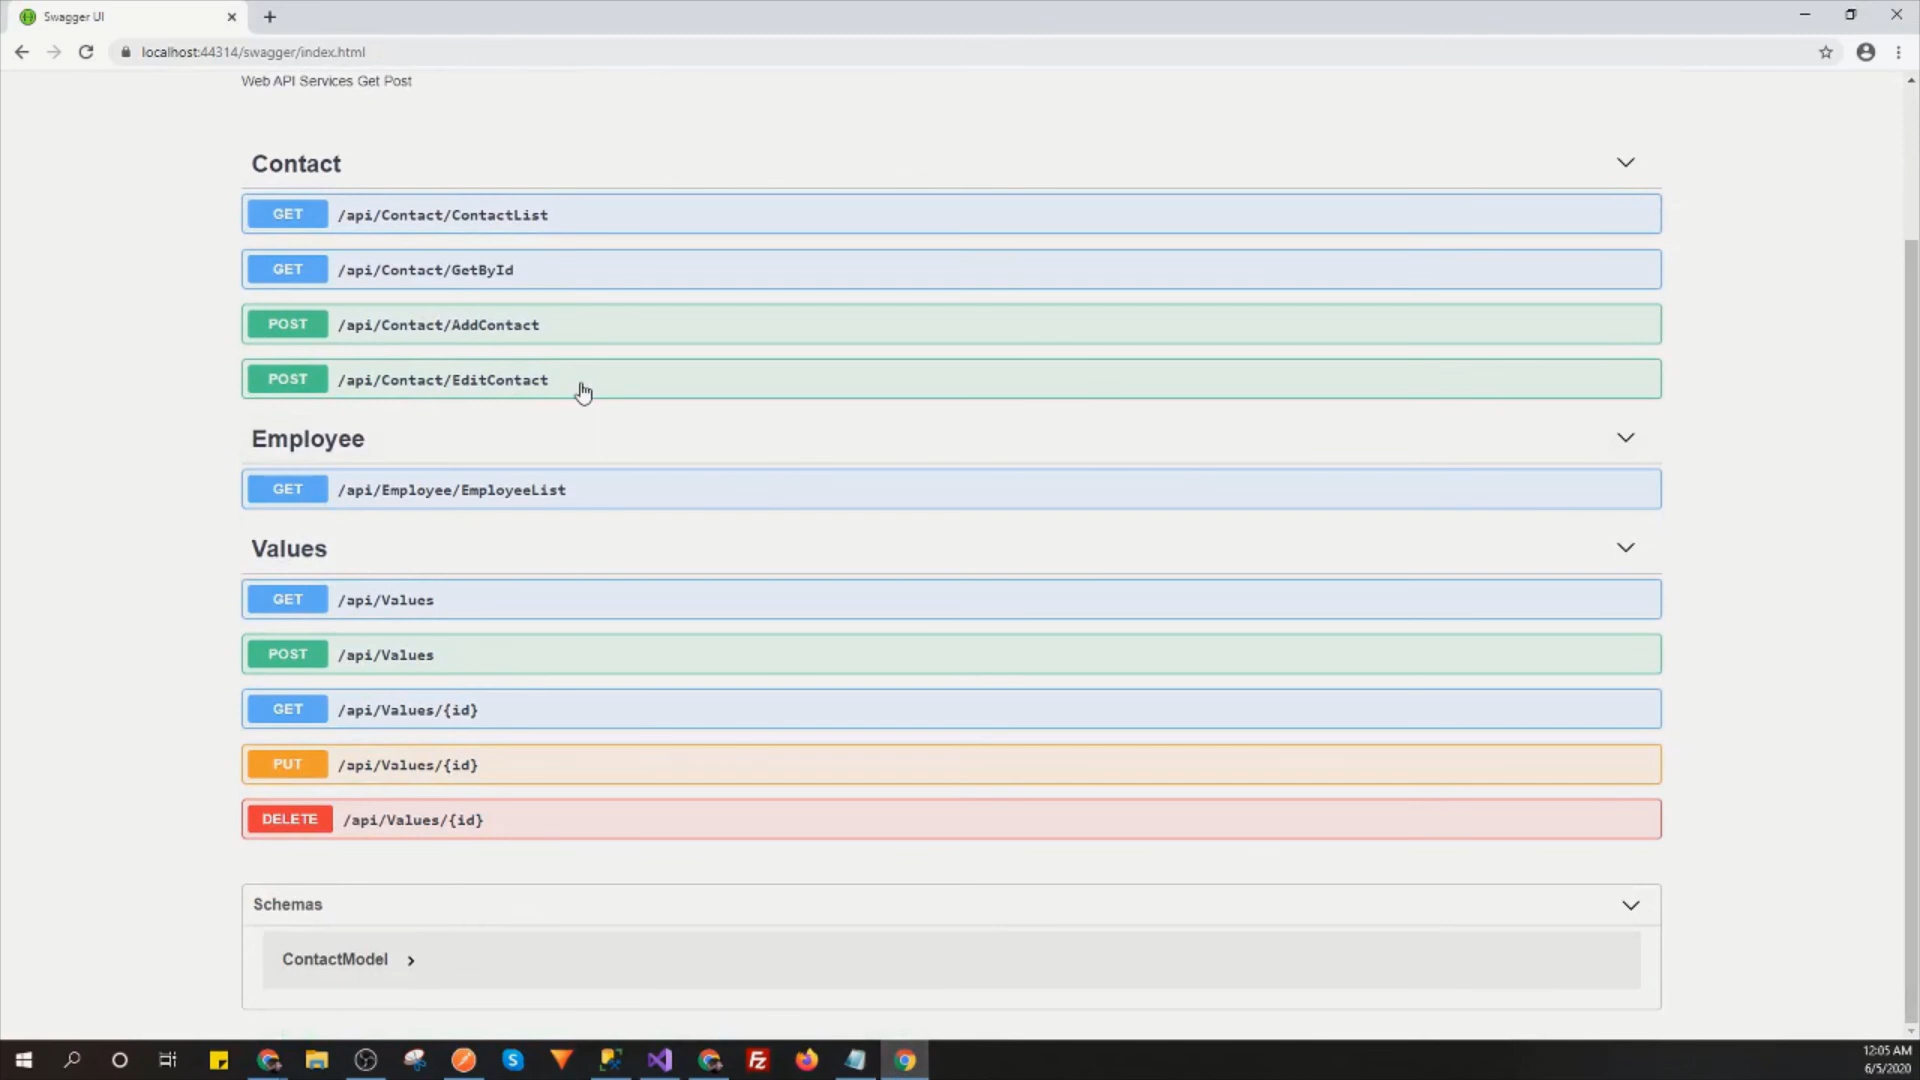 Swagger UI
localhost:44314/swagger/index.html
Web API Services Get Post
Contact
GET /api/Contact/ContactList
GET /api/Contact/GetById
POST /api/Contact/AddContact
POST /api/Contact/EditContact
Employee
GET /api/Employee/EmployeeList
Values
GET /api/Values
POST /api/Values
GET /api/Values/{id}
PUT /api/Values/{id}
DELETE /api/Values/{id}
Schemas
ContactModel
12:05 AM
6/5/2020